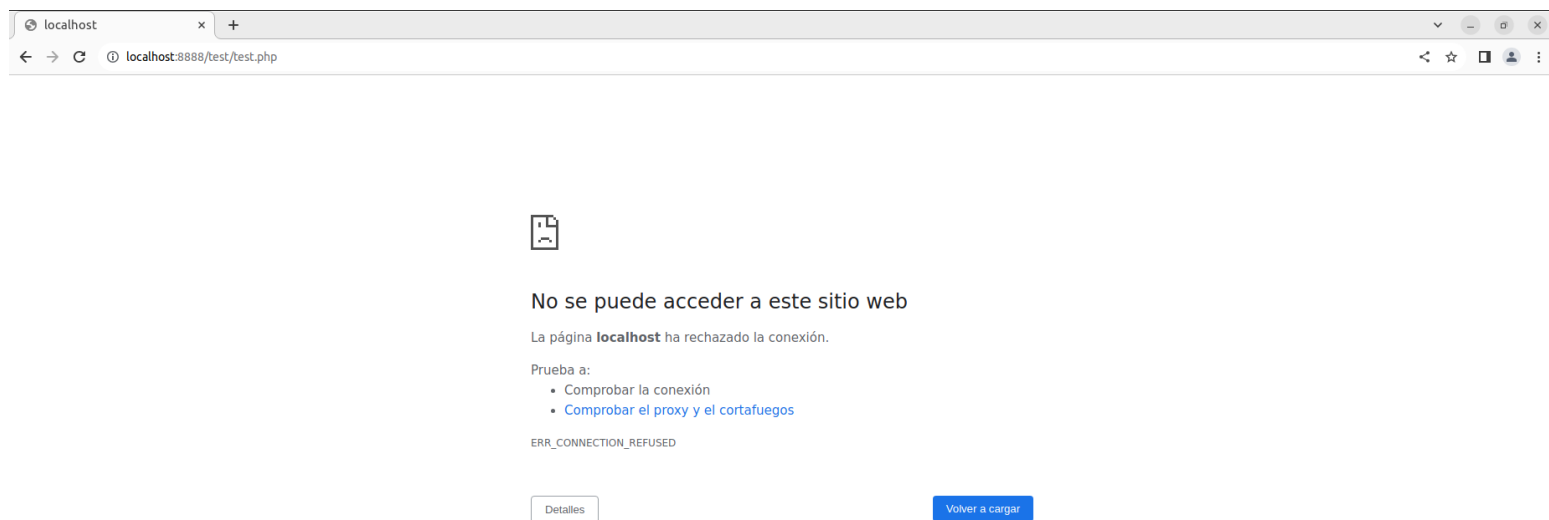 localhost
localhost:8888/test/test.php
No se puede acceder a este sitio web
La página localhost ha rechazado la conexión.
Prueba a:
• Comprobar la conexión
• Comprobar el proxy y el cortafuegos
ERR_CONNECTION_REFUSED
Detalles
Volver a cargar